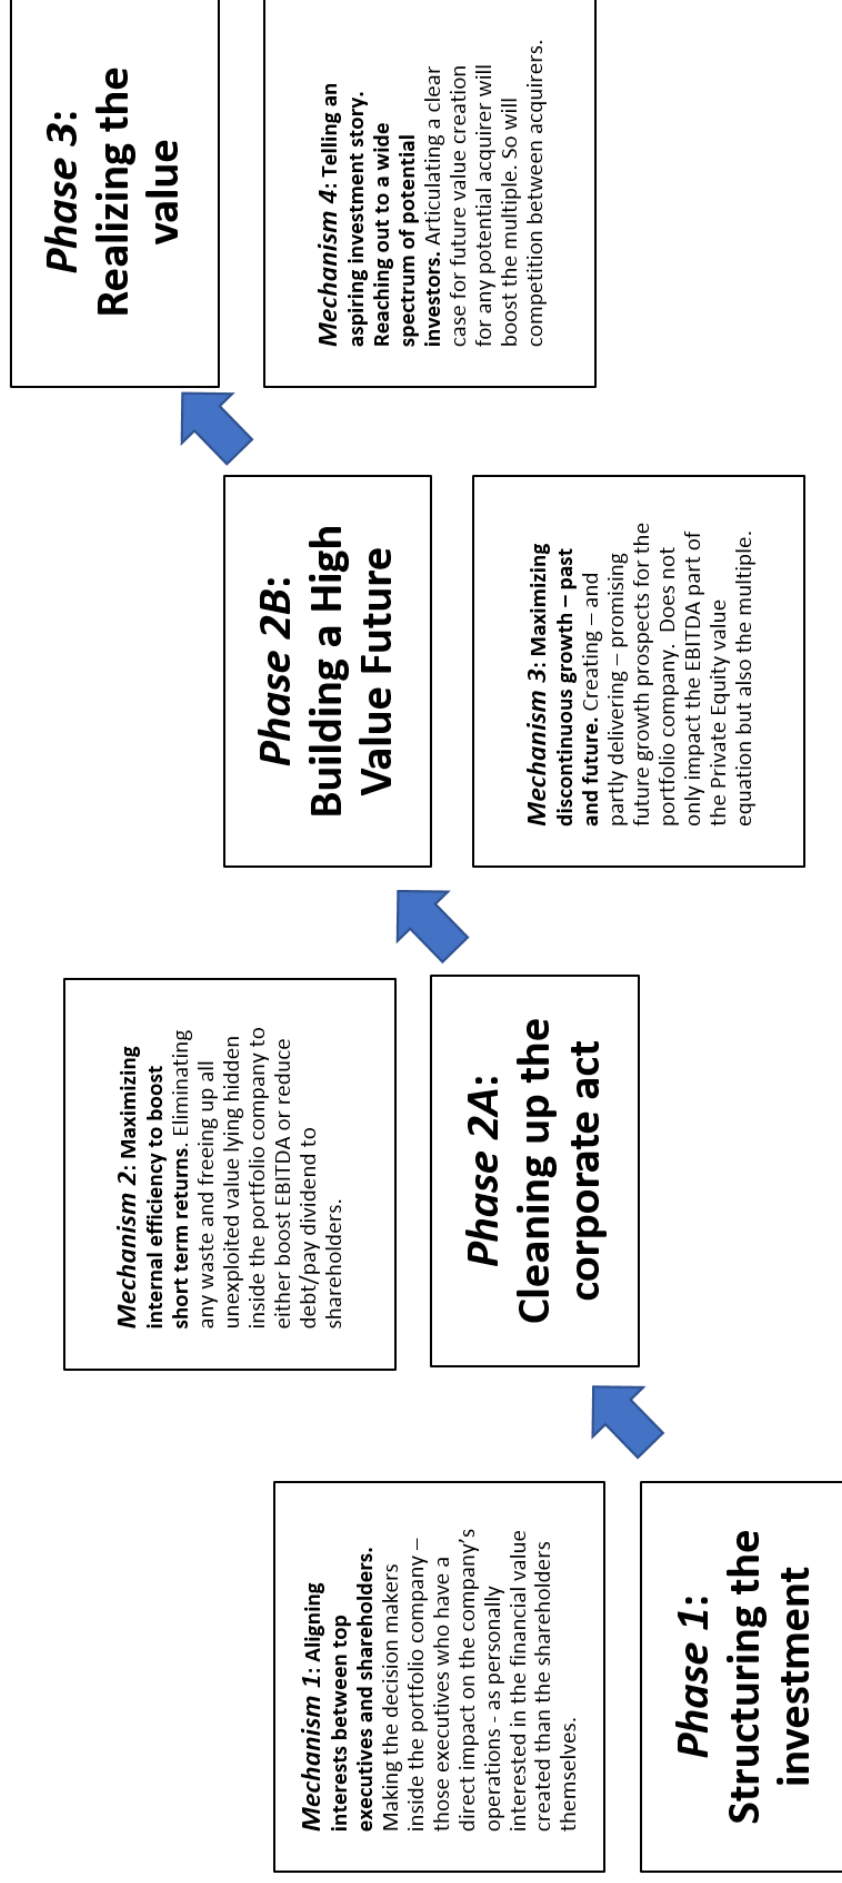 Mechanism 1: Aligning
interests between top
executives and shareholders.
Making the decision makers
inside the portfolio company –
those executives who have a
direct impact on the company's
operations - as personally
interested in the financial value
created than the shareholders
themselves.
Phase 1:
Structuring the
investment
Mechanism 2: Maximizing
internal efficiency to boost
short term returns. Eliminating
any waste and freeing up all
unexploited value lying hidden
inside the portfolio company to
either boost EBITDA or reduce
debt/pay dividend to
shareholders.
Phase 2A:
Cleaning up the
corporate act
Phase 2B:
Building a High
Value Future
Mechanism 3: Maximizing
discontinuous growth – past
and future. Creating – and
partly delivering – promising
future growth prospects for the
portfolio company. Does not
only impact the EBITDA part of
the Private Equity value
equation but also the multiple.
Phase 3:
Realizing the
value
Mechanism 4: Telling an
aspiring investment story.
Reaching out to a wide
spectrum of potential
investors. Articulating a clear
case for future value creation
for any potential acquirer will
boost the multiple. So will
competition between acquirers.